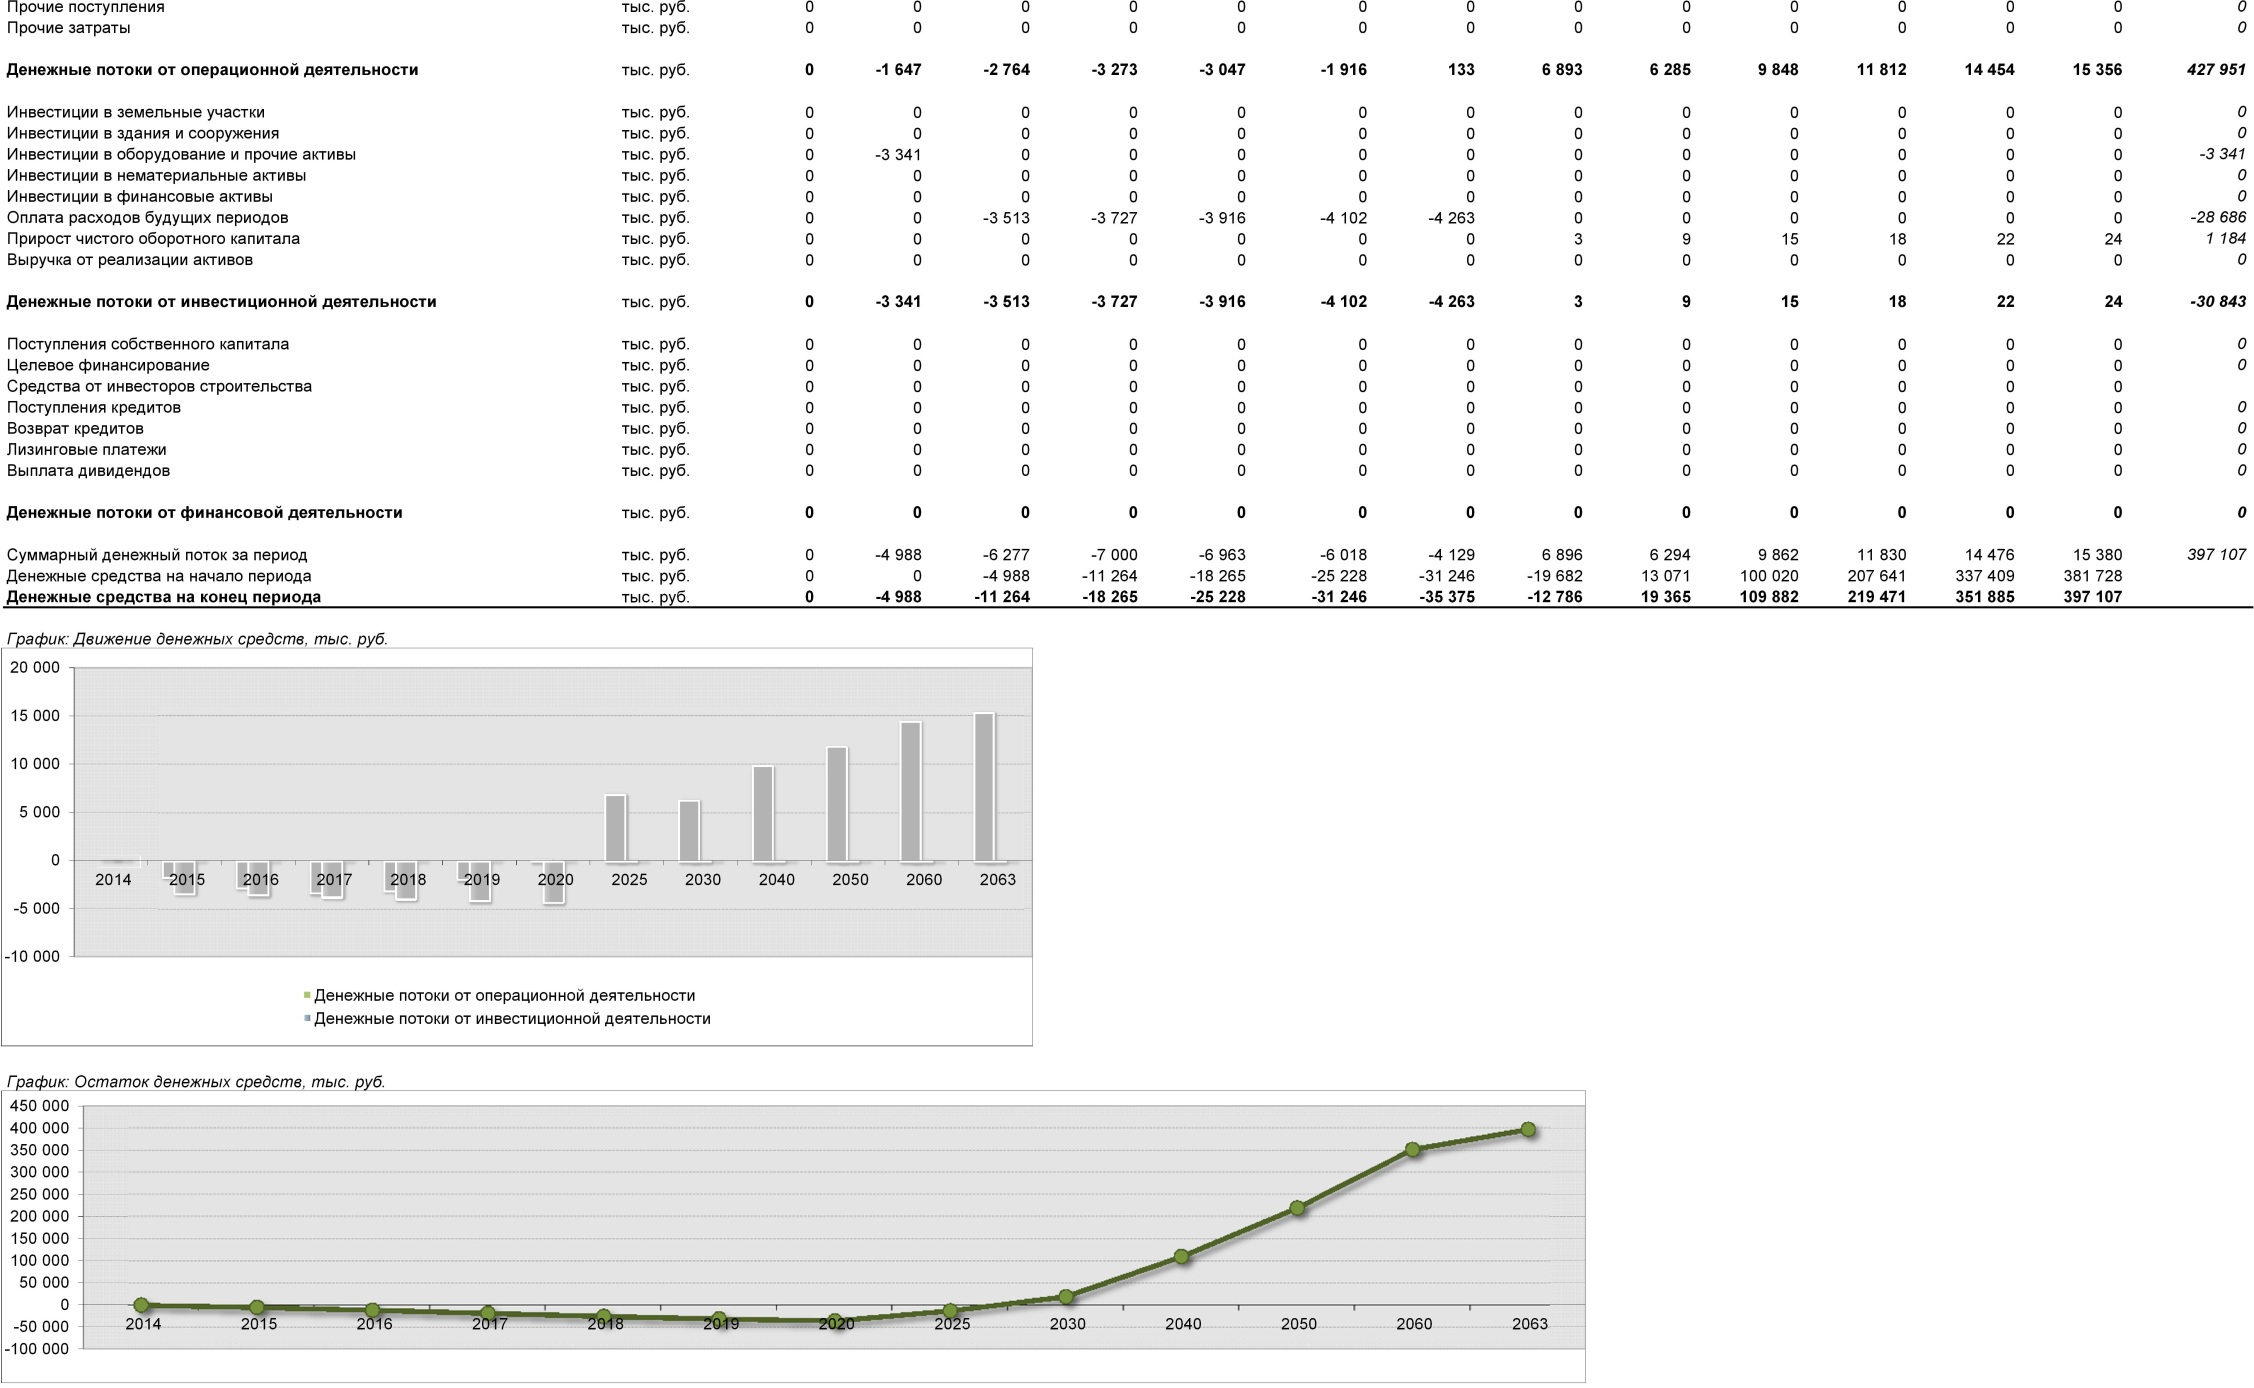 Прочие поступления тыс. руб. 0 0 0 0 0 0 0 0 0 0 0 0 0 0
Прочие затраты тыс. руб. 0 0 0 0 0 0 0 0 0 0 0 0 0 0
Денежные потоки от операционной деятельности тыс. руб. 0 -1 647 -2 764 -3 273 -3 047 -1 916 133 6 893 6 285 9 848 11 812 14 454 15 356 427 951
Инвестиции в земельные участки тыс. руб. 0 0 0 0 0 0 0 0 0 0 0 0 0 0
Инвестиции в здания и сооружения тыс. руб. 0 0 0 0 0 0 0 0 0 0 0 0 0 0
Инвестиции в оборудование и прочие активы тыс. руб. 0 -3 341 0 0 0 0 0 0 0 0 0 0 0 -3 341
Инвестиции в нематериальные активы тыс. руб. 0 0 0 0 0 0 0 0 0 0 0 0 0 0
Инвестиции в финансовые активы тыс. руб. 0 0 0 0 0 0 0 0 0 0 0 0 0 0
Оплата расходов будущих периодов тыс. руб. 0 0 -3 513 -3 727 -3 916 -4 102 -4 263 0 0 0 0 0 0 -28 686
Прирост чистого оборотного капитала тыс. руб. 0 0 0 0 0 0 0 3 9 15 18 22 24 1 184
Выручка от реализации активов тыс. руб. 0 0 0 0 0 0 0 0 0 0 0 0 0 0
Денежные потоки от инвестиционной деятельности тыс. руб. 0 -3 341 -3 513 -3 727 -3 916 -4 102 -4 263 3 9 15 18 22 24 -30 843
Поступления собственного капитала тыс. руб. 0 0 0 0 0 0 0 0 0 0 0 0 0 0
Целевое финансирование тыс. руб. 0 0 0 0 0 0 0 0 0 0 0 0 0 0
Средства от инвесторов строительства тыс. руб. 0 0 0 0 0 0 0 0 0 0 0 0 0
Поступления кредитов тыс. руб. 0 0 0 0 0 0 0 0 0 0 0 0 0 0
Возврат кредитов тыс. руб. 0 0 0 0 0 0 0 0 0 0 0 0 0 0
Лизинговые платежи тыс. руб. 0 0 0 0 0 0 0 0 0 0 0 0 0 0
Выплата дивидендов тыс. руб. 0 0 0 0 0 0 0 0 0 0 0 0 0 0
Денежные потоки от финансовой деятельности тыс. руб. 0 0 0 0 0 0 0 0 0 0 0 0 0 0
Суммарный денежный поток за период тыс. руб. 0 -4 988 -6 277 -7 000 -6 963 -6 018 -4 129 6 896 6 294 9 862 11 830 14 476 15 380 397 107
Денежные средства на начало периода тыс. руб. 0 0 -4 988 -11 264 -18 265 -25 228 -31 246 -19 682 13 071 100 020 207 641 337 409 381 728
Денежные средства на конец периода тыс. руб. 0 -4 988 -11 264 -18 265 -25 228 -31 246 -35 375 -12 786 19 365 109 882 219 471 351 885 397 107
График: Движение денежных средств, тыс. руб.
20 000
15 000
10 000
5 000
0
2014 2015 2016 2017 2018 2019 2020 2025 2030 2040 2050 2060 2063
-5 000
-10 000
Денежные потоки от операционной деятельности
Денежные потоки от инвестиционной деятельности
График: Остаток денежных средств, тыс. руб.
450 000
400 000
350 000
300 000
250 000
200 000
150 000
100 000
50 000
0
-50 000 2014 2015 2016 2017 2018 2019 2020 2025 2030 2040 2050 2060 2063
-100 000